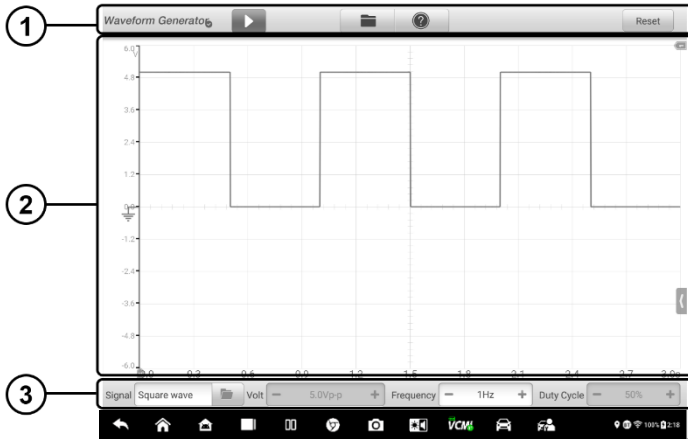 1
Waveform Generator
Reset
2
6.0
V
4.8
3.6
2.4
1.2
0.0
-1.2
-2.4
-3.6
-4.8
-6.0
0.0 0.3 0.6 0.9 1.2 1.5 1.8 2.1 2.4 2.7 3.0s
3
Signal Square wave Volt − 5.0Vp-p + Frequency − 1Hz + Duty Cycle − 50% +
VCMI 100% 2:18